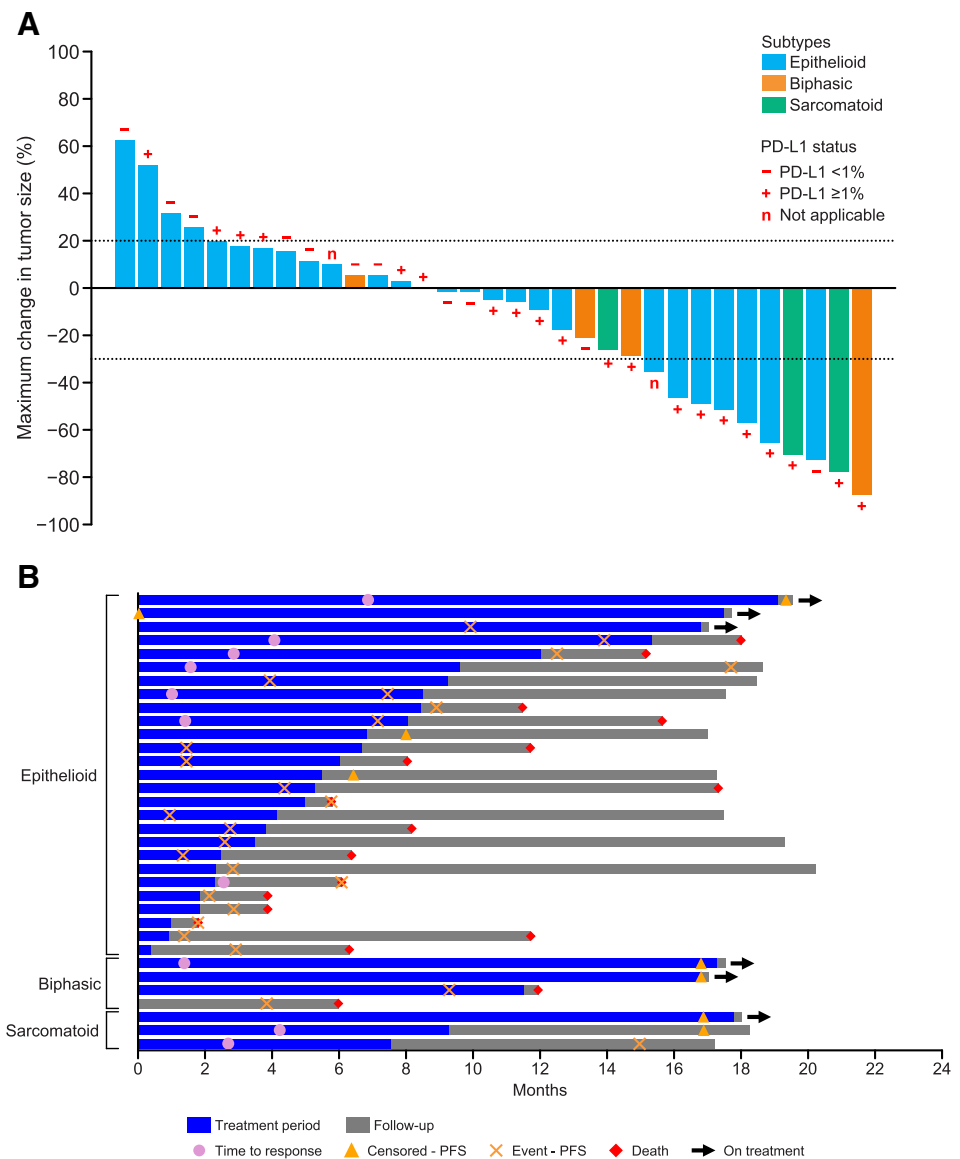 A
Maximum change in tumor size (%)
100
80
60
40
20
0
−20
−40
−60
−80
−100
Subtypes
Epithelioid
Biphasic
Sarcomatoid
PD-L1 status
− PD-L1 <1%
+ PD-L1 ≥1%
n Not applicable
− + − − + + + − − n − − + +
− − + + + + − + + n + + + + + + − + +
B
Epithelioid
Biphasic
Sarcomatoid
0 2 4 6 8 10 12 14 16 18 20 22 24
Months
Treatment period Follow-up
Time to response Censored - PFS Event - PFS Death On treatment